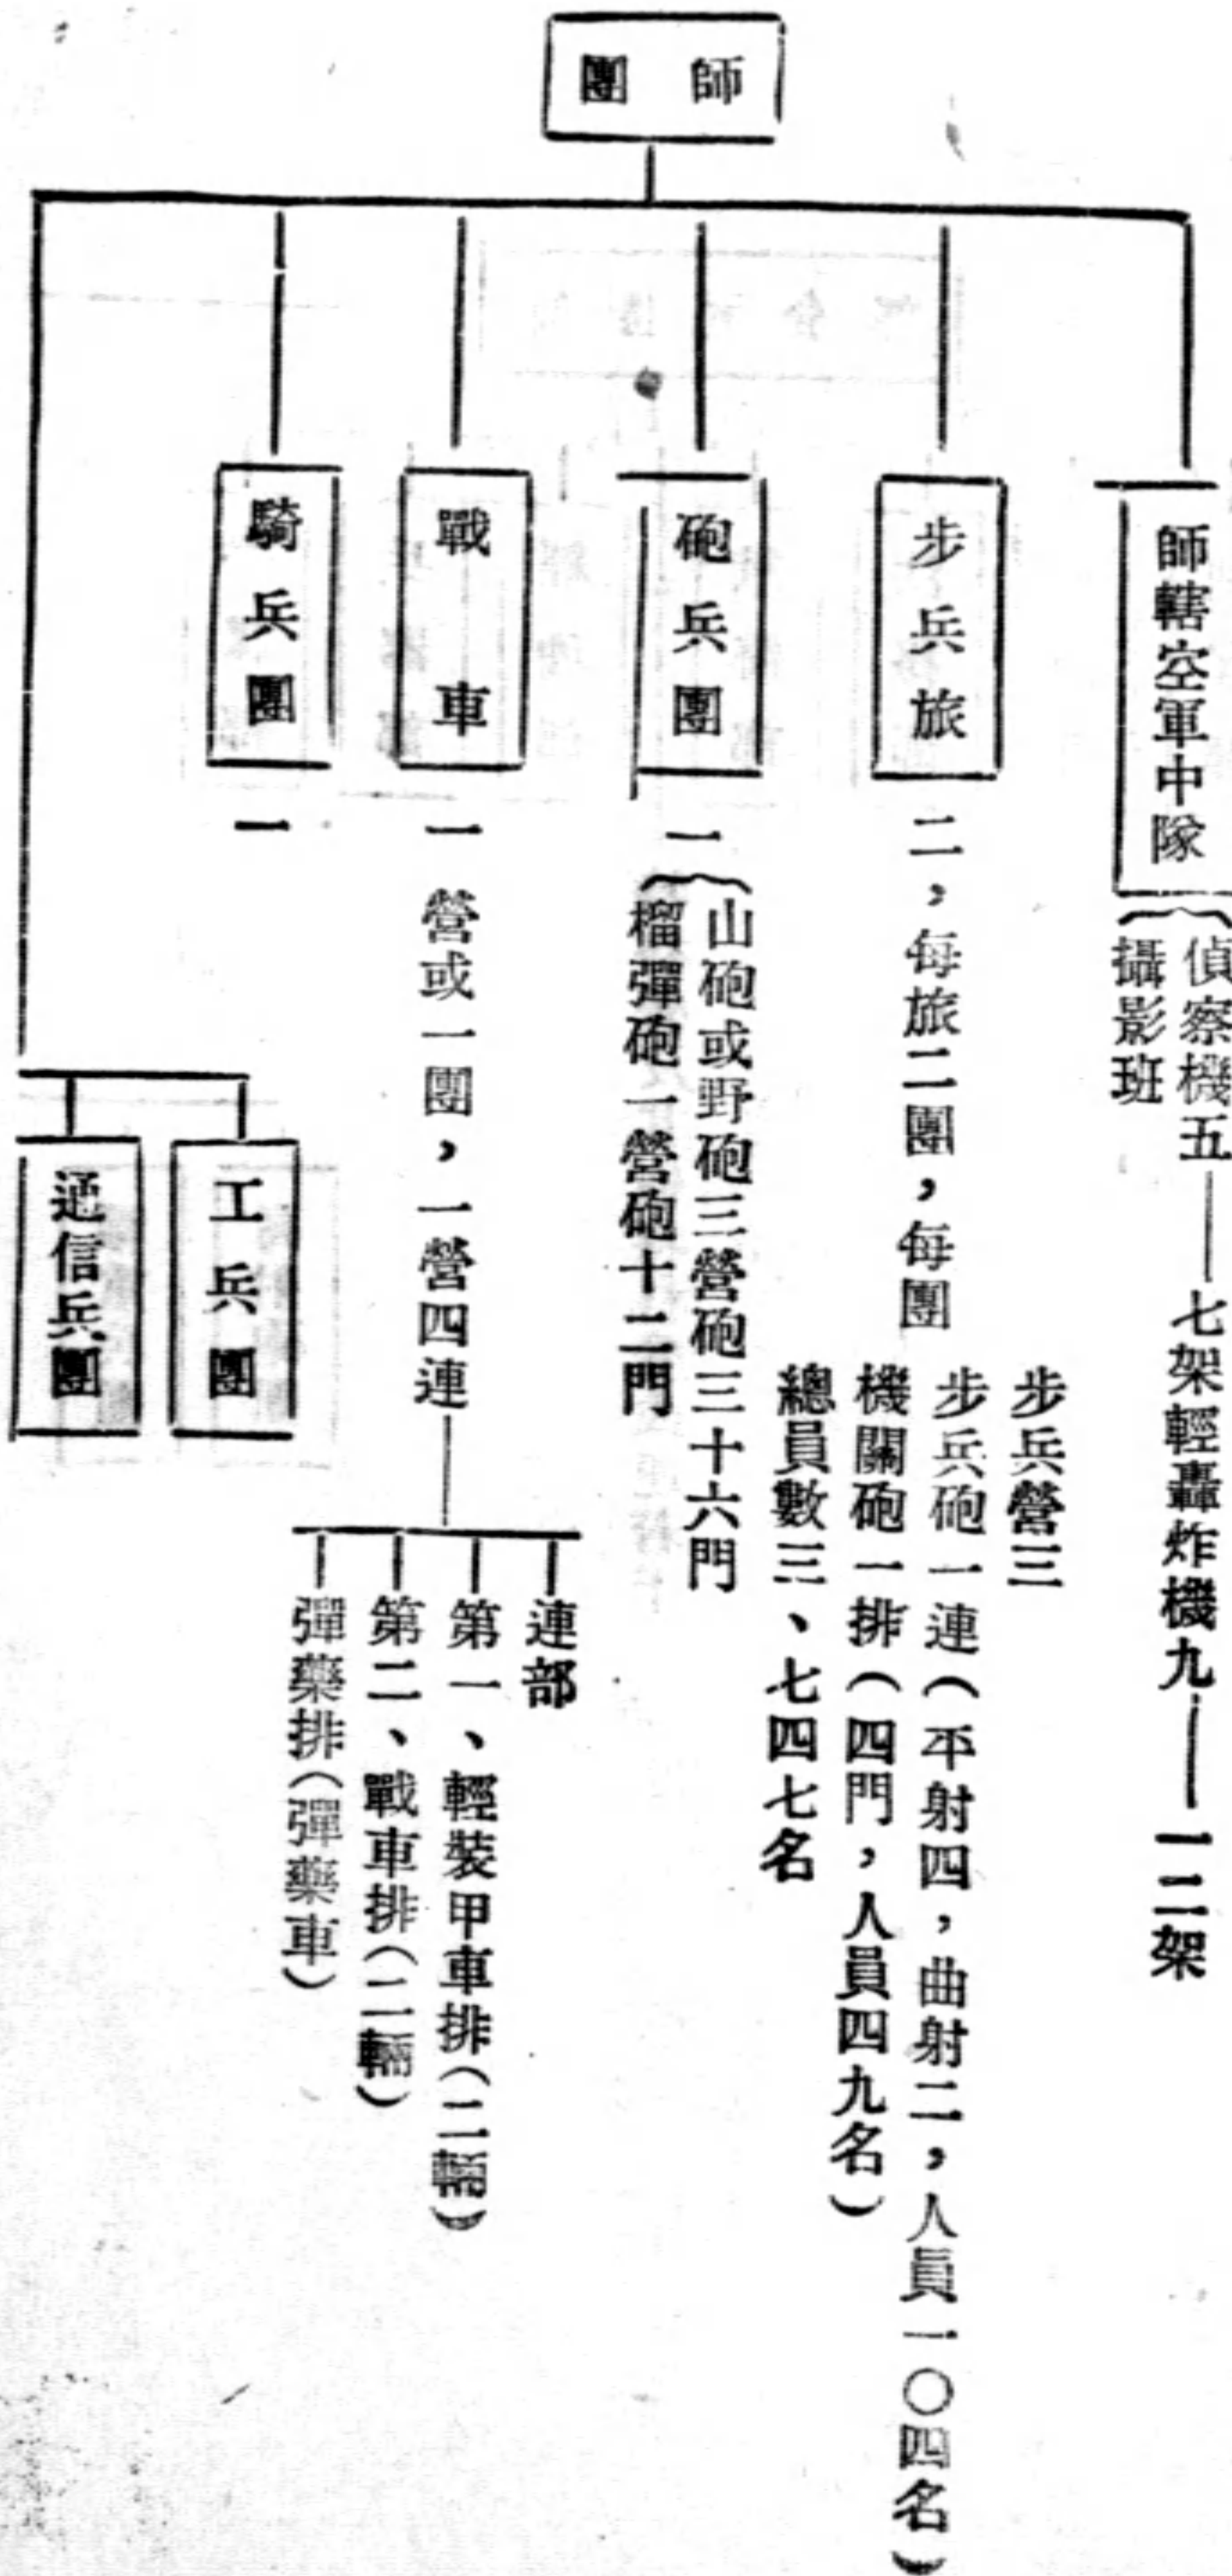 師團
師轄空軍中隊
偵察機五——七架輕轟炸機九——一二架
攝影班
步兵旅
二，每旅二團，每團
步兵營三
步兵砲一連（平射四，曲射二，人員一〇四名）
機關砲一排（四門，人員四九名）
總員數三、七四七名
砲兵團
一
山砲或野砲三營砲三十六門
榴彈砲一營砲十二門
戰車
一營或一團，一營四連
連部
第一、輕裝甲車排（二輛）
第二、戰車排（二輛）
彈藥排（彈藥車）
騎兵團
一
工兵團
通信兵團